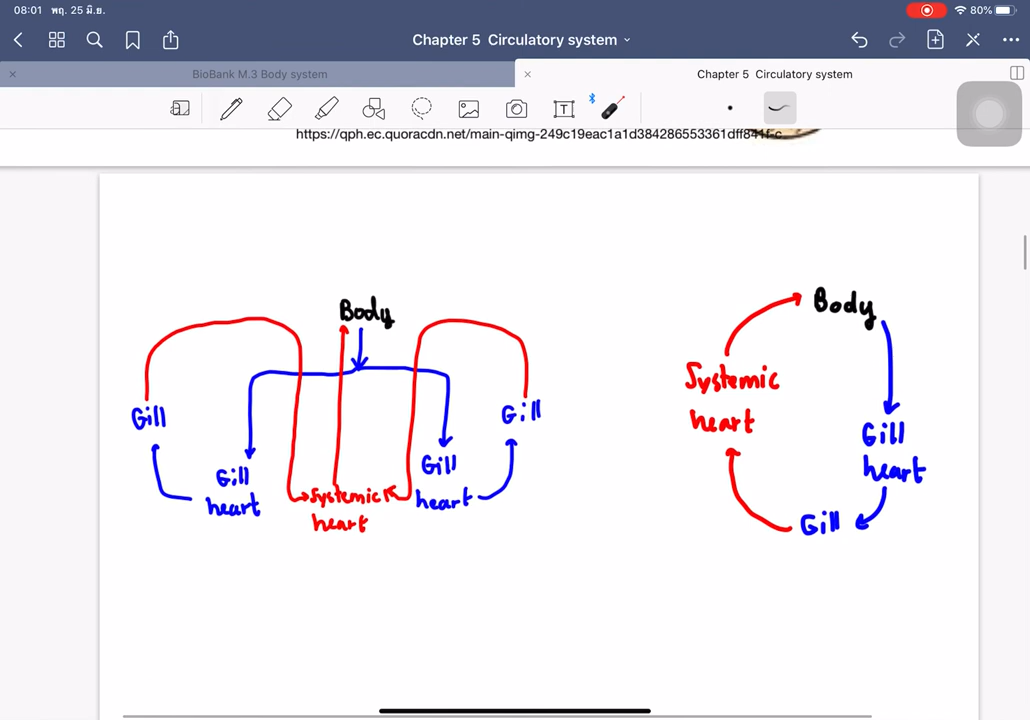 08:01 พฤ. 25 มิ.ย.
80%
Chapter 5 Circulatory system
BioBank M.3 Body system
Chapter 5 Circulatory system
https://qph.ec.quoracdn.net/main-qimg-249c19eac1a1d384286553361dff841f-c
Body
Gill
Gill
heart
Systemic
heart
Gill
heart
Gill
Body
Systemic
heart
Gill
heart
Gill